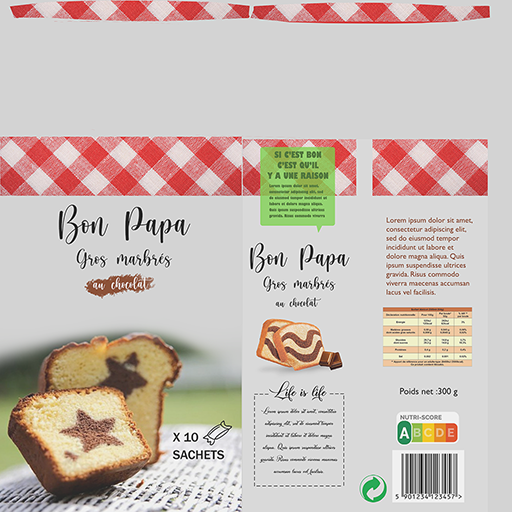 Bon Papa
Gros marbrés
au chocolat
X 10
SACHETS
SI C'EST BON
C'EST QU'IL
Y A UNE RAISON
Lorem ipsum dolor sit amet,
consectetur adipiscing elit,
sed do eiusmod tempor
incididunt ut labore et
dolore magna aliqua.
Quis ipsum suspendisse ultrices
gravida. Risus viverra
Bon Papa
Gros marbrés
au chocolat
Life is life
Lorem ipsum dolor sit amet, consectetur
adipiscing elit, sed do eiusmod tempor
incididunt ut labore et dolore magna
aliqua. Quis ipsum suspendisse ultrices
gravida. Risus commodo viverra maecenas
accumsan lacus vel facilisis.
Lorem ipsum dolor sit amet,
consectetur adipiscing elit,
sed do eiusmod tempor
incididunt ut labore et
dolore magna aliqua. Quis
ipsum suspendisse ultrices
gravida. Risus commodo
viverra maecenas accumsan
lacus vel facilisis.
Poids net :300 g
NUTRI-SCORE
A B C D E
5 901234 123457